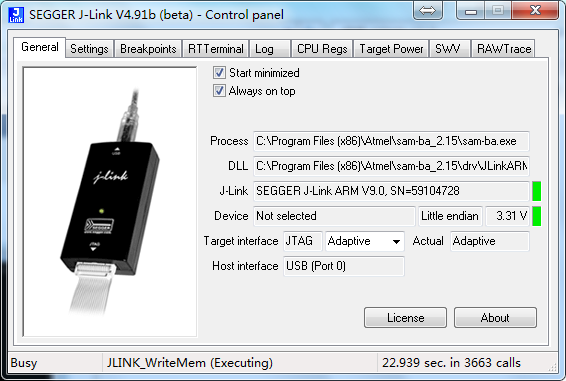 SEGGER J-Link V4.91b (beta) - Control panel
General Settings Breakpoints RTTerminal Log CPU Regs Target Power SWV RAWTrace
Start minimized
Always on top
Process C:\Program Files (x86)\Atmel\sam-ba_2.15\sam-ba.exe
DLL C:\Program Files (x86)\Atmel\sam-ba_2.15\drv\JLinkARM
J-Link SEGGER J-Link ARM V9.0, SN=59104728
Device Not selected Little endian 3.31 V
Target interface JTAG Adaptive Actual Adaptive
Host interface USB (Port 0)
License About
Busy JLINK_WriteMem (Executing) 22.939 sec. in 3663 calls
J
Link
USB
j-link
SEGGER
JTAG